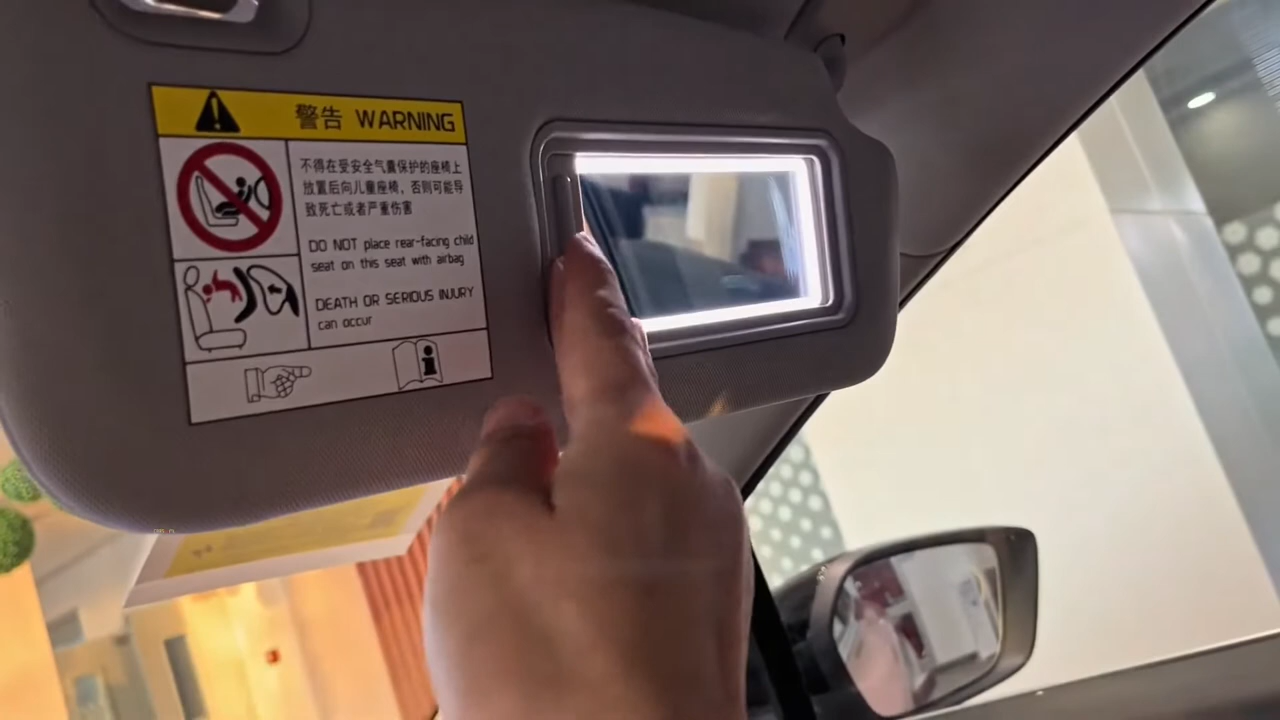 警告 WARNING
不得在受安全气囊保护的座椅上
放置后向儿童座椅，否则可能导
致死亡或者严重伤害
DO NOT place rear-facing child
seat on this seat with airbag
DEATH OR SERIOUS INJURY
can occur